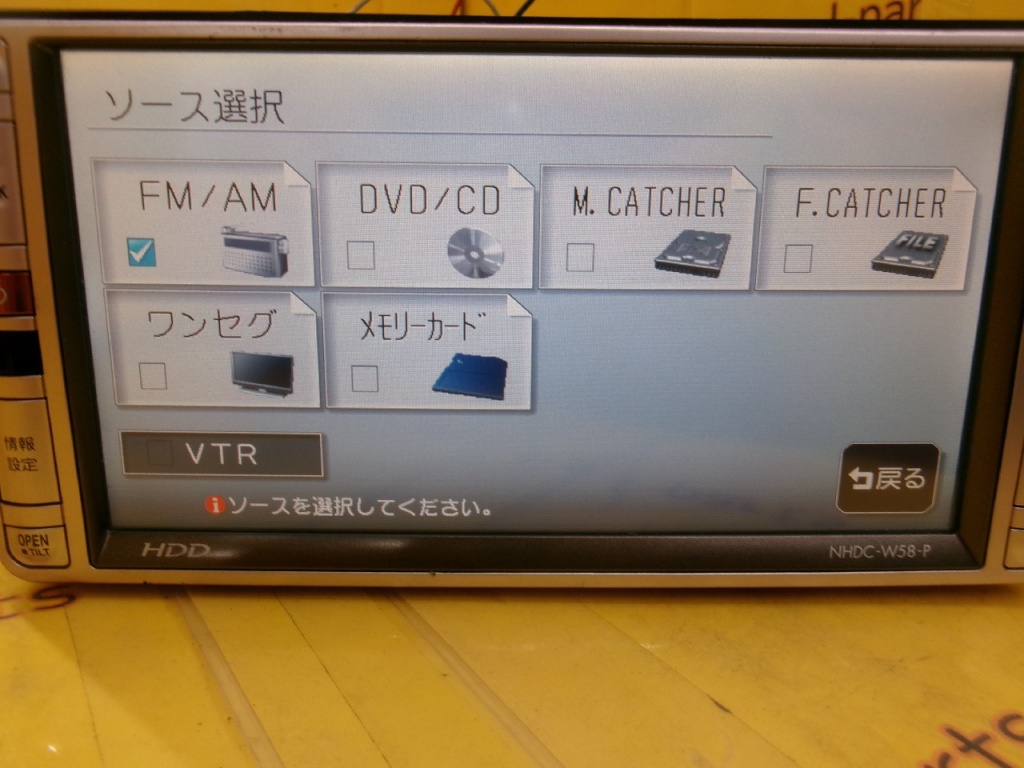 J-par
ソース選択
FM/AM
DVD/CD
M.CATCHER
F.CATCHER
FILE
ワンセグ
メモリーカード
VTR
戻る
ソースを選択してください。
情報
設定
OPEN
TILT
HDD
NHDC-W58-P
rts